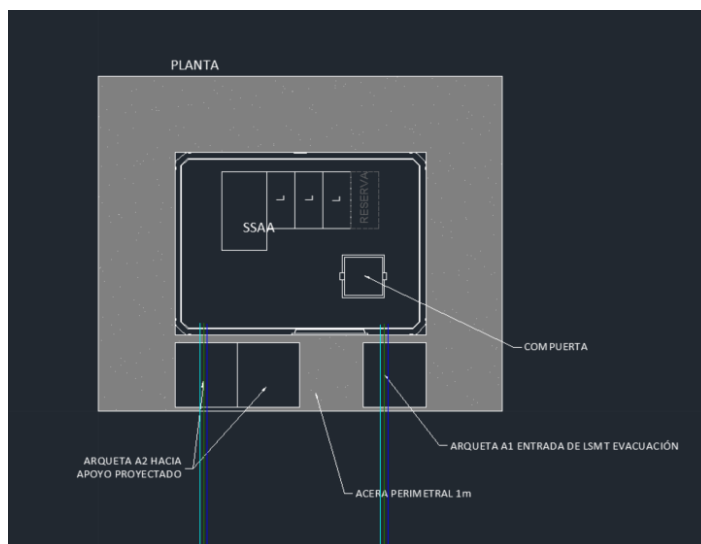 PLANTA
RESERVA
L
L
L
SSAA
COMPUERTA
ARQUETA A1 ENTRADA DE LSMT EVACUACIÓN
ARQUETA A2 HACIA
APOYO PROYECTADO
ACERA PERIMETRAL 1m